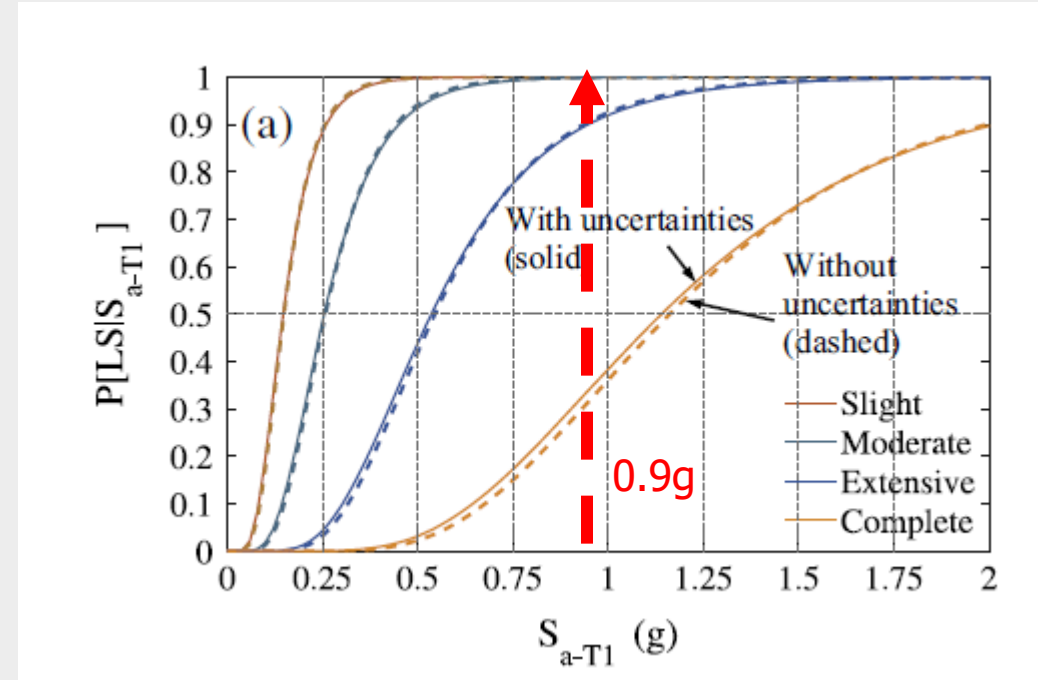 (a)
1
0.9
0.8
0.7
0.6
0.5
0.4
0.3
0.2
0.1
0
P[LS|S_a-T1]
With uncertainties
(solid
Without
uncertainties
(dashed)
0.9g
Slight
Moderate
Extensive
Complete
0 0.25 0.5 0.75 1 1.25 1.5 1.75 2
S_a-T1 (g)